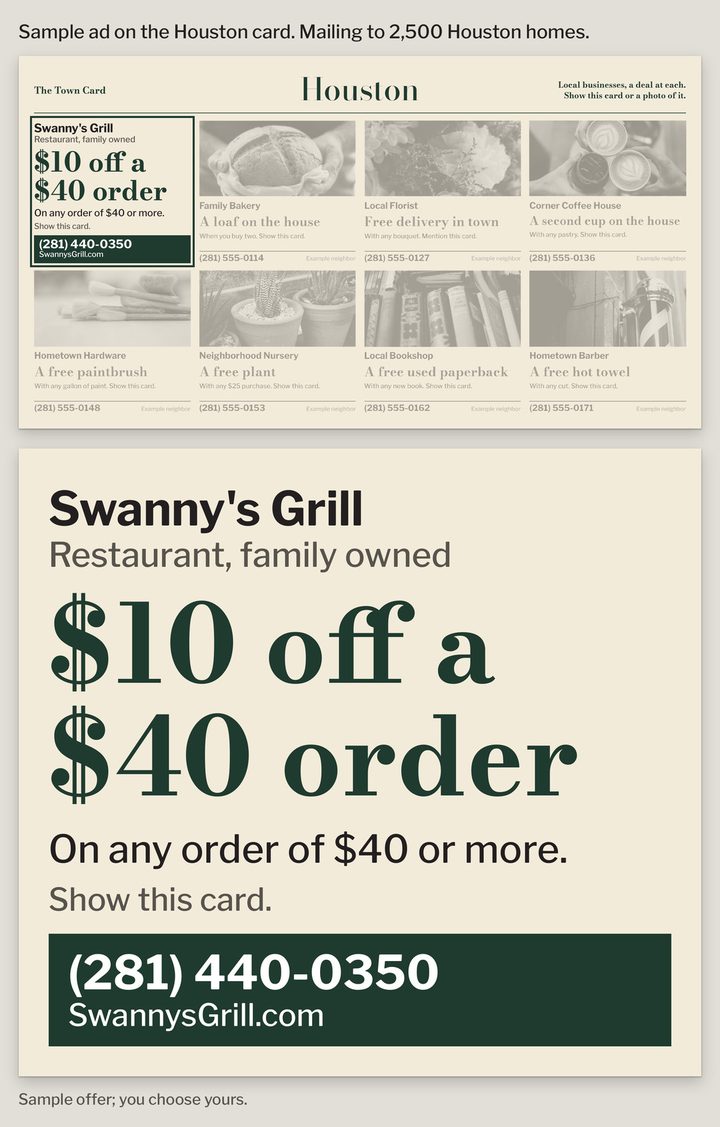 Sample ad on the Houston card. Mailing to 2,500 Houston homes.
The Town Card
Houston
Local businesses, a deal at each.
Show this card or a photo of it.
Swanny's Grill
Restaurant, family owned
$10 off a
$40 order
On any order of $40 or more.
Show this card.
(281) 440-0350
SwannysGrill.com
Family Bakery
A loaf on the house
When you buy two. Show this card.
(281) 555-0114
Example neighbor
Local Florist
Free delivery in town
With any bouquet. Mention this card.
(281) 555-0127
Example neighbor
Corner Coffee House
A second cup on the house
With any pastry. Show this card.
(281) 555-0136
Example neighbor
Hometown Hardware
A free paintbrush
With any gallon of paint. Show this card.
(281) 555-0148
Example neighbor
Neighborhood Nursery
A free plant
With any $25 purchase. Show this card.
(281) 555-0153
Example neighbor
Local Bookshop
A free used paperback
With any new book. Show this card.
(281) 555-0162
Example neighbor
Hometown Barber
A free hot towel
With any cut. Show this card.
(281) 555-0171
Example neighbor
Swanny's Grill
Restaurant, family owned
$10 off a
$40 order
On any order of $40 or more.
Show this card.
(281) 440-0350
SwannysGrill.com
Sample offer; you choose yours.